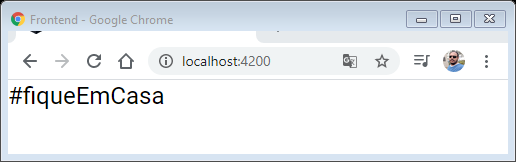 Frontend - Google Chrome
localhost:4200
#fiqueEmCasa